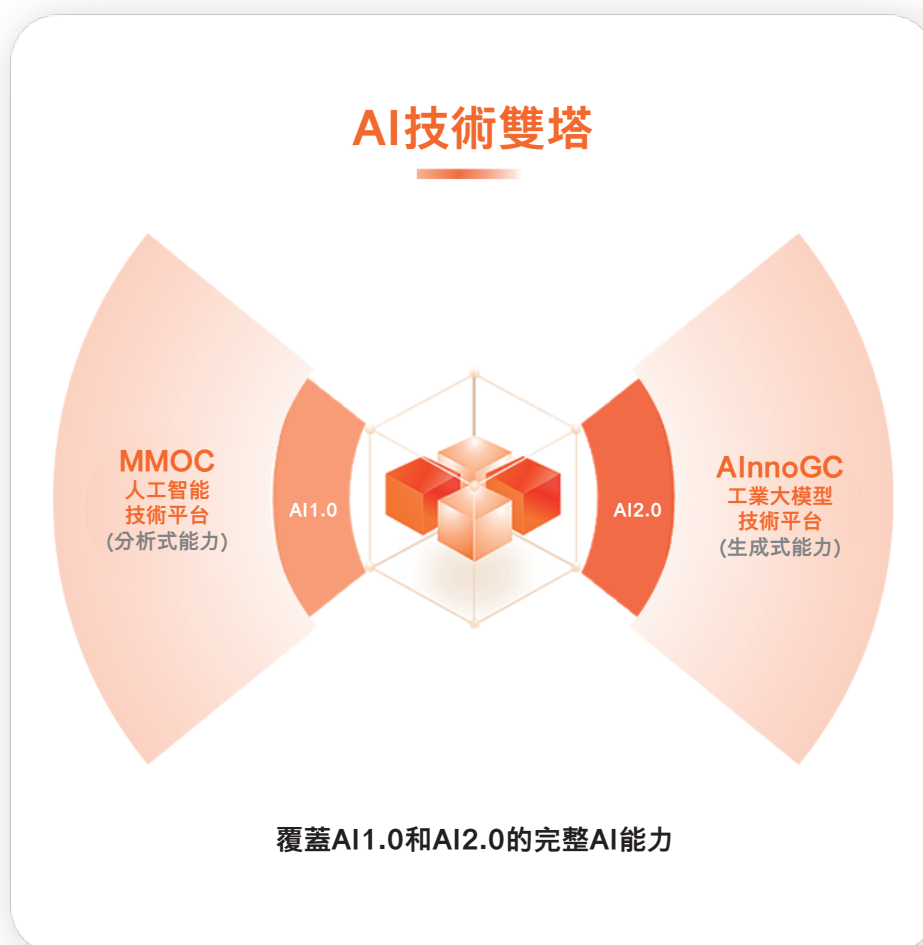 AI技術雙塔
MMOC
人工智能
技術平台
(分析式能力)
AI1.0
AI2.0
AInnoGC
工業大模型
技術平台
(生成式能力)
覆蓋AI1.0和AI2.0的完整AI能力